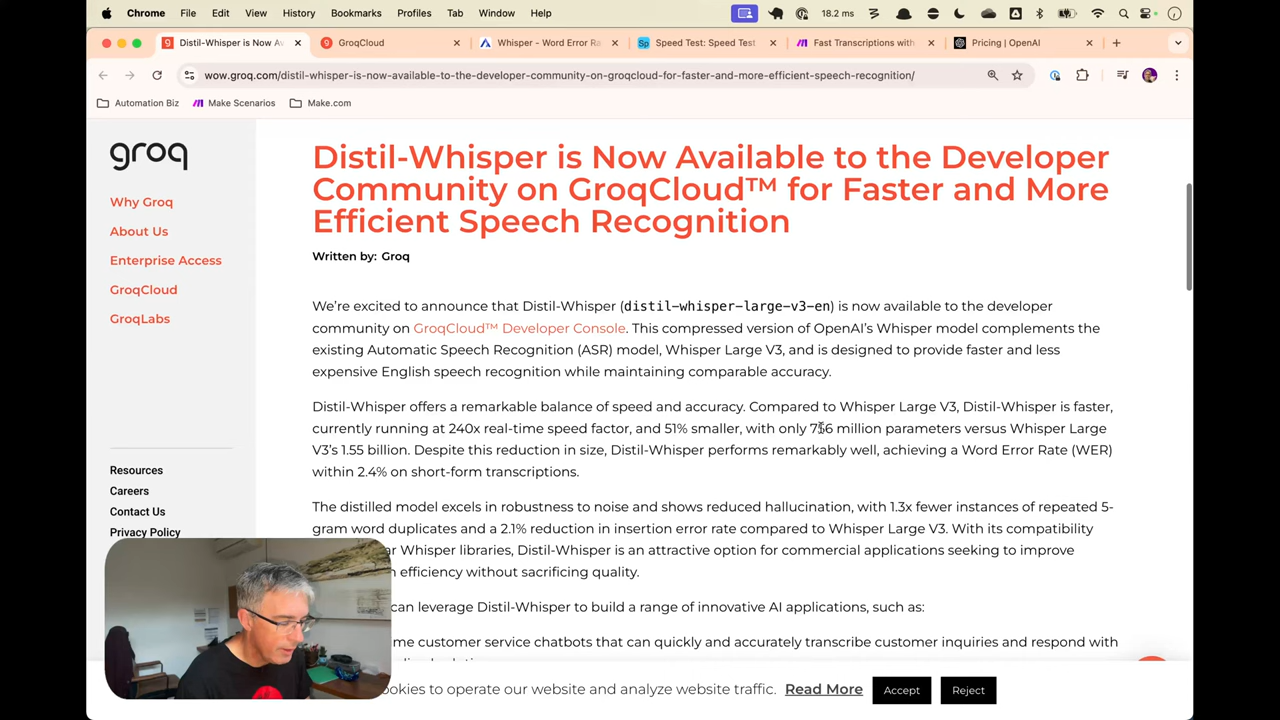 Chrome File Edit View History Bookmarks Profiles Tab Window Help 18.2 ms
Distil-Whisper is Now Av GroqCloud Whisper - Word Error Ra Speed Test: Speed Test Fast Transcriptions with Pricing | OpenAI
wow.groq.com/distil-whisper-is-now-available-to-the-developer-community-on-groqcloud-for-faster-and-more-efficient-speech-recognition/
Automation Biz Make Scenarios Make.com
groq
Why Groq
About Us
Enterprise Access
GroqCloud
GroqLabs
Resources
Careers
Contact Us
Privacy Policy
Distil-Whisper is Now Available to the Developer
Community on GroqCloud™ for Faster and More
Efficient Speech Recognition
Written by: Groq
We’re excited to announce that Distil-Whisper (distil-whisper-large-v3-en) is now available to the developer
community on GroqCloud™ Developer Console. This compressed version of OpenAI’s Whisper model complements the
existing Automatic Speech Recognition (ASR) model, Whisper Large V3, and is designed to provide faster and less
expensive English speech recognition while maintaining comparable accuracy.
Distil-Whisper offers a remarkable balance of speed and accuracy. Compared to Whisper Large V3, Distil-Whisper is faster,
currently running at 240x real-time speed factor, and 51% smaller, with only 756 million parameters versus Whisper Large
V3’s 1.55 billion. Despite this reduction in size, Distil-Whisper performs remarkably well, achieving a Word Error Rate (WER)
within 2.4% on short-form transcriptions.
The distilled model excels in robustness to noise and shows reduced hallucination, with 1.3x fewer instances of repeated 5-
gram word duplicates and a 2.1% reduction in insertion error rate compared to Whisper Large V3. With its compatibility
ar Whisper libraries, Distil-Whisper is an attractive option for commercial applications seeking to improve
n efficiency without sacrificing quality.
can leverage Distil-Whisper to build a range of innovative AI applications, such as:
me customer service chatbots that can quickly and accurately transcribe customer inquiries and respond with
ookies to operate our website and analyze website traffic. Read More Accept Reject